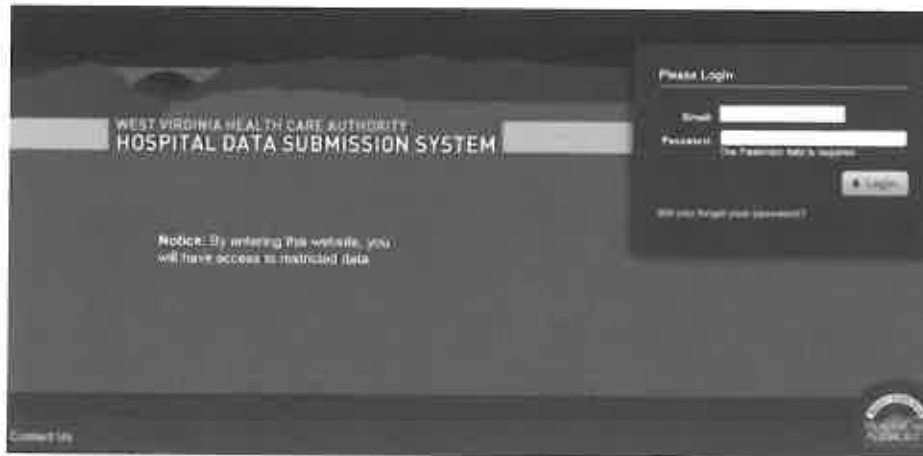 Please Login
WEST VIRGINIA HEALTH CARE AUTHORITY
HOSPITAL DATA SUBMISSION SYSTEM
Email:
Password:
The Password field is required.
Login
Did you forget your password?
Notice: By entering this website, you
will have access to restricted data
Contact Us